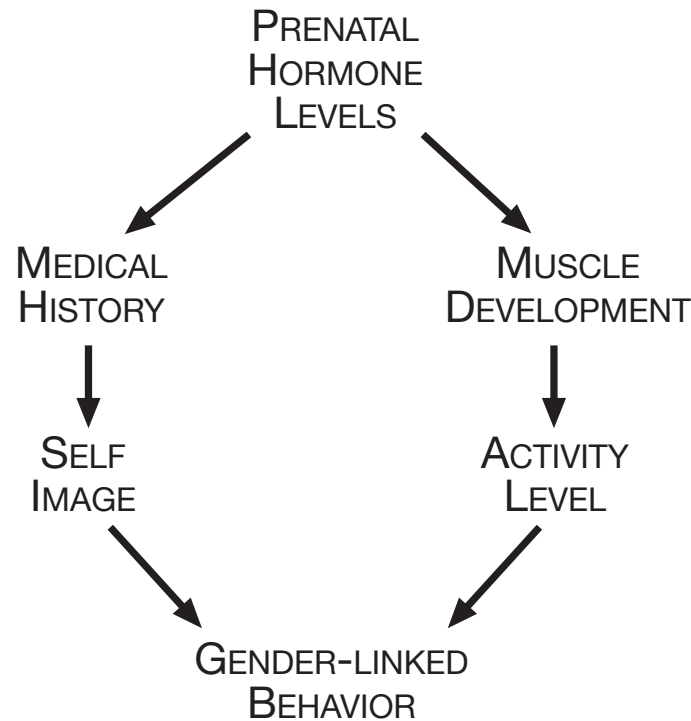 PRENATAL
HORMONE
LEVELS
MEDICAL
HISTORY
MUSCLE
DEVELOPMENT
SELF
IMAGE
ACTIVITY
LEVEL
GENDER-LINKED
BEHAVIOR